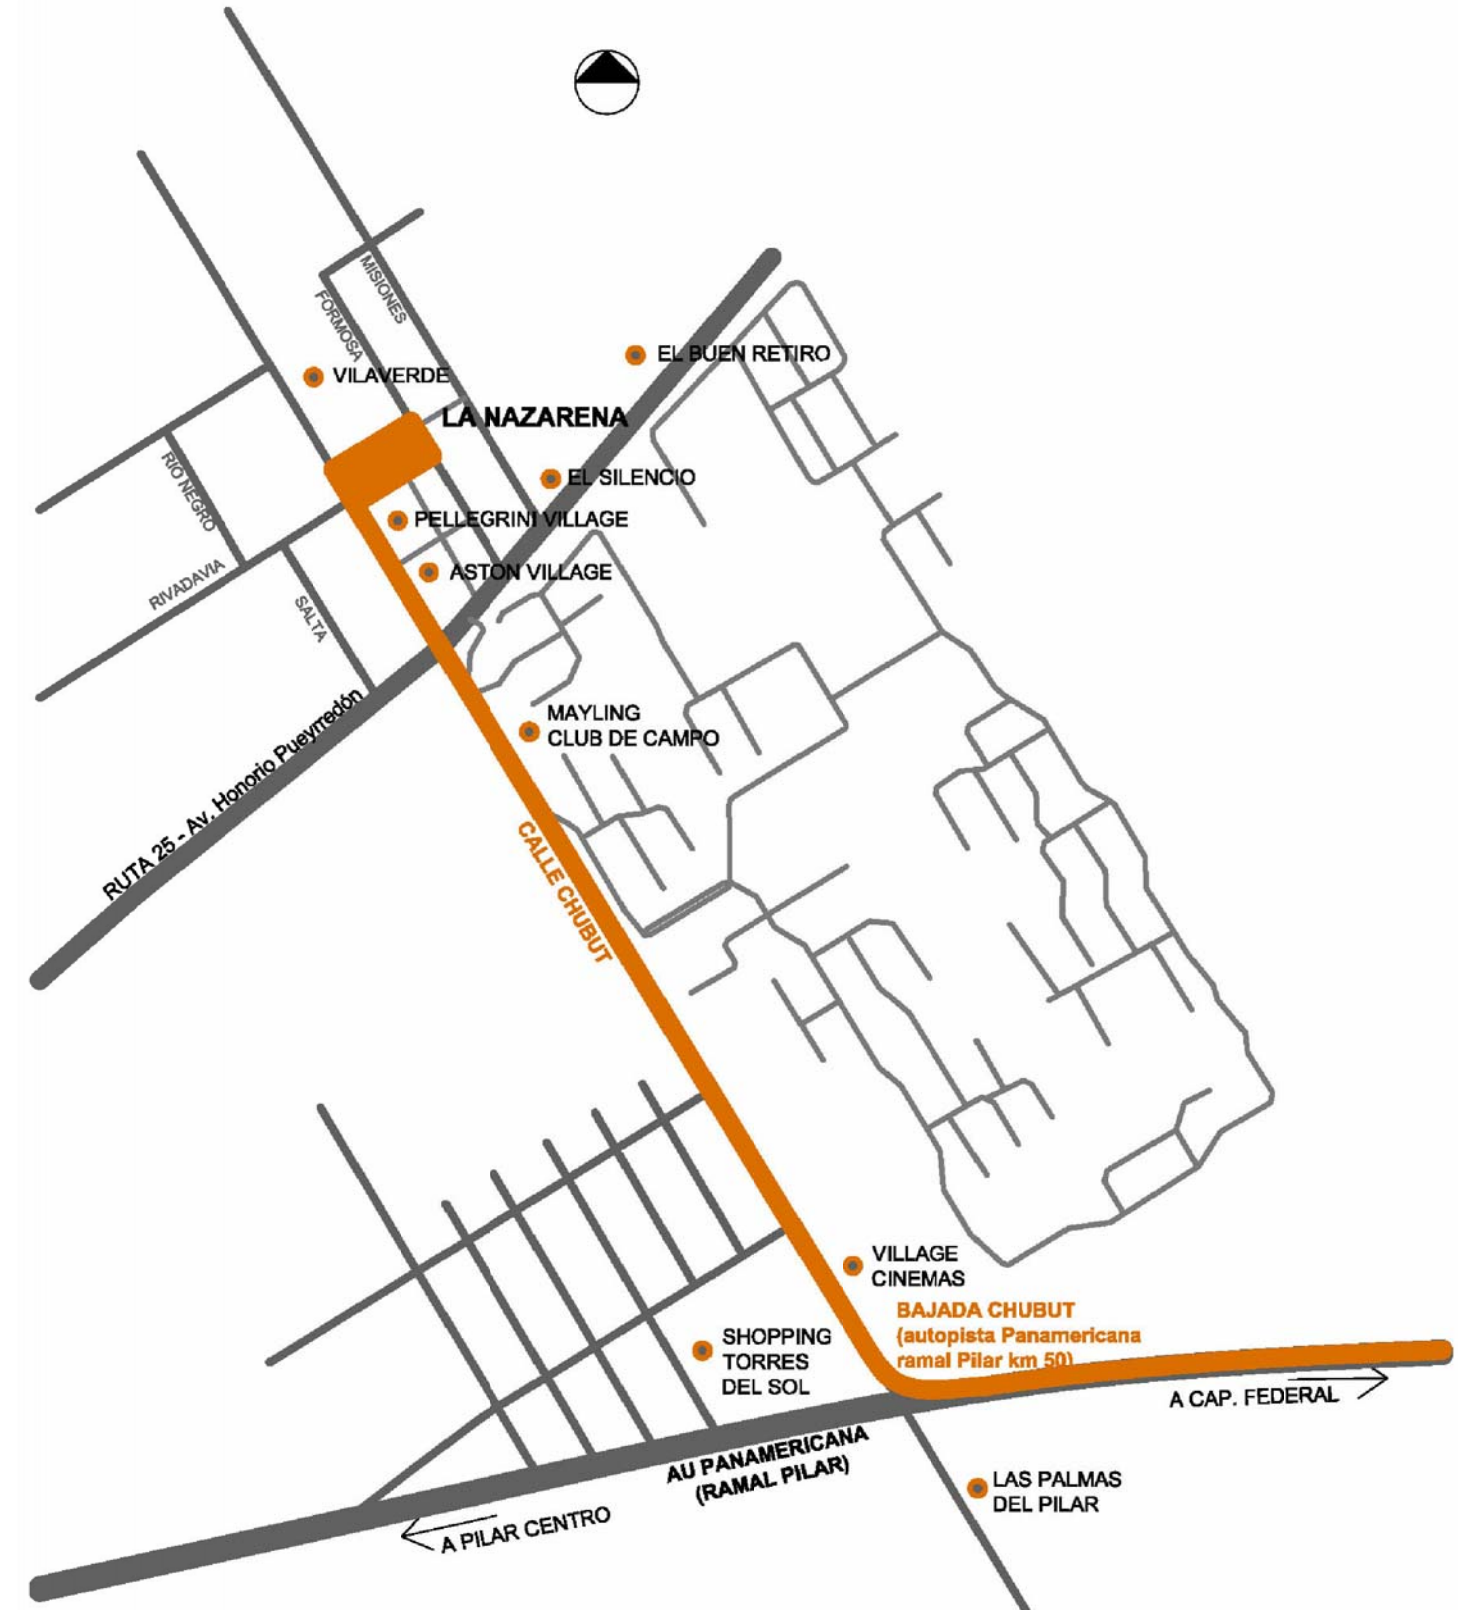 MISIONES
FORMOSA
EL BUEN RETIRO
VILAVERDE
LA NAZARENA
RIO NEGRO
EL SILENCIO
PELLEGRINI VILLAGE
ASTON VILLAGE
RIVADAVIA
SALTA
RUTA 25 - Av. Honorio Pueyrredón
MAYLING
CLUB DE CAMPO
CALLE CHUBUT
VILLAGE
CINEMAS
BAJADA CHUBUT
(autopista Panamericana
ramal Pilar km 50)
SHOPPING
TORRES
DEL SOL
A CAP. FEDERAL
AU PANAMERICANA
(RAMAL PILAR)
LAS PALMAS
DEL PILAR
A PILAR CENTRO